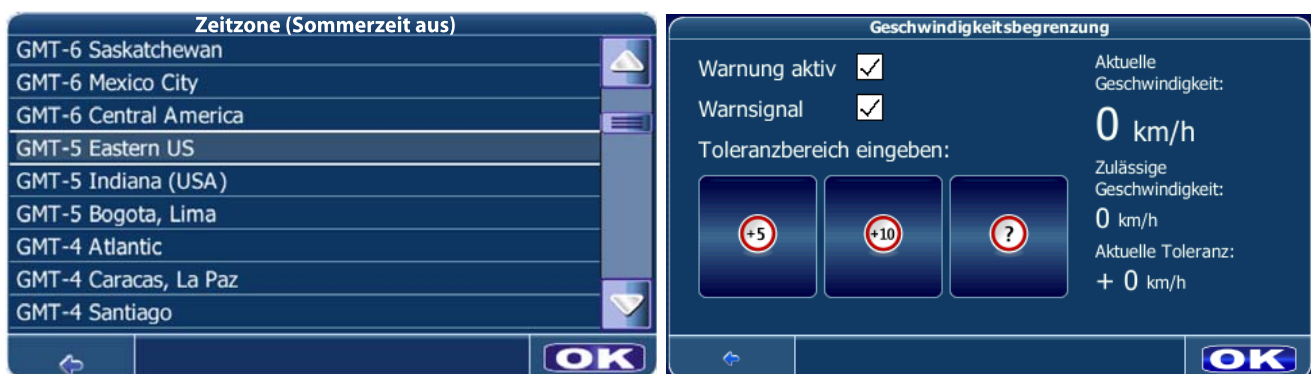 Zeitzone (Sommerzeit aus)
GMT-6 Saskatchewan
GMT-6 Mexico City
GMT-6 Central America
GMT-5 Eastern US
GMT-5 Indiana (USA)
GMT-5 Bogota, Lima
GMT-4 Atlantic
GMT-4 Caracas, La Paz
GMT-4 Santiago
OK
Geschwindigkeitsbegrenzung
Warnung aktiv
Warnsignal
Toleranzbereich eingeben:
+5
+10
?
Aktuelle
Geschwindigkeit:
0 km/h
Zulässige
Geschwindigkeit:
0 km/h
Aktuelle Toleranz:
+ 0 km/h
OK